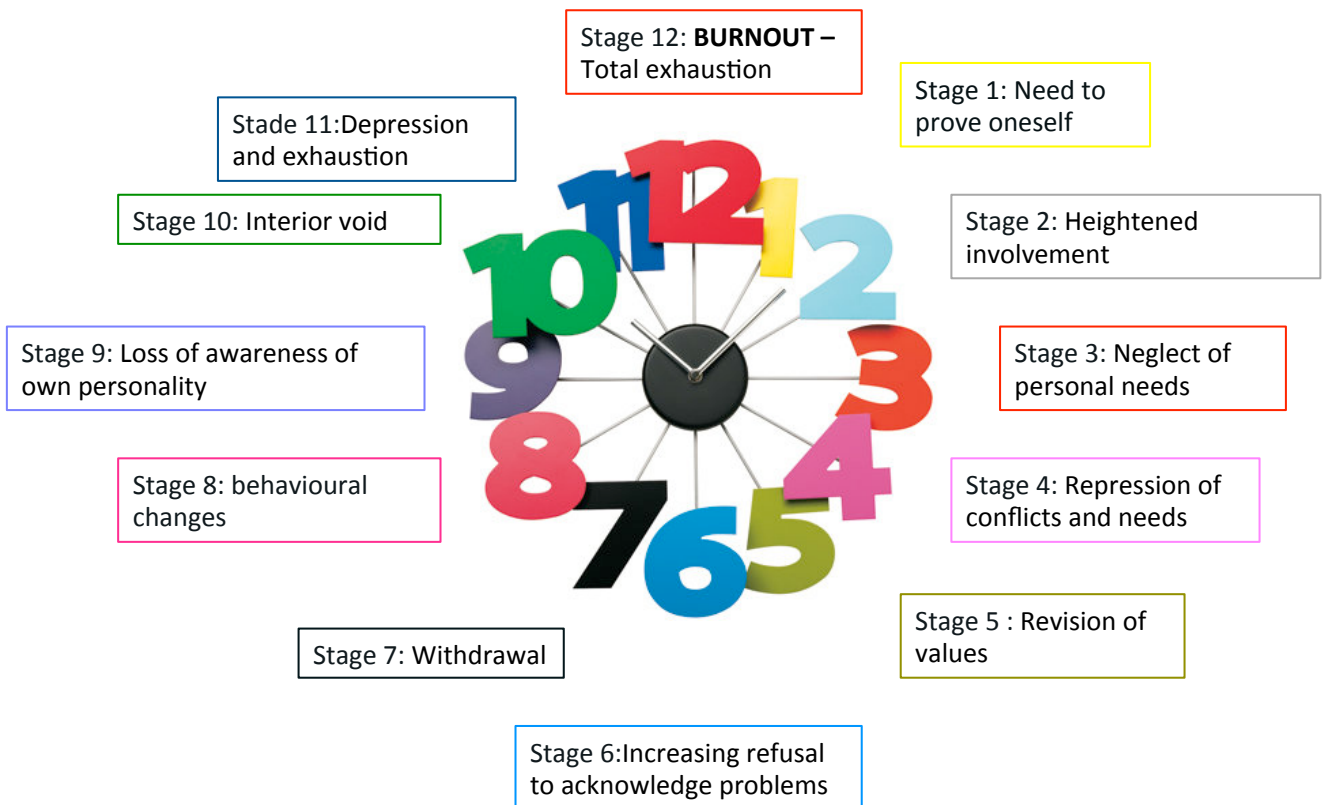 Stage 12: BURNOUT –
Total exhaustion
Stage 1: Need to
prove oneself
Stade 11:Depression
and exhaustion
Stage 10: Interior void
Stage 2: Heightened
involvement
Stage 9: Loss of awareness of
own personality
Stage 3: Neglect of
personal needs
Stage 8: behavioural
changes
Stage 4: Repression of
conflicts and needs
Stage 5 : Revision of
values
Stage 7: Withdrawal
Stage 6:Increasing refusal
to acknowledge problems
12
1
2
3
4
5
6
7
8
9
10
11